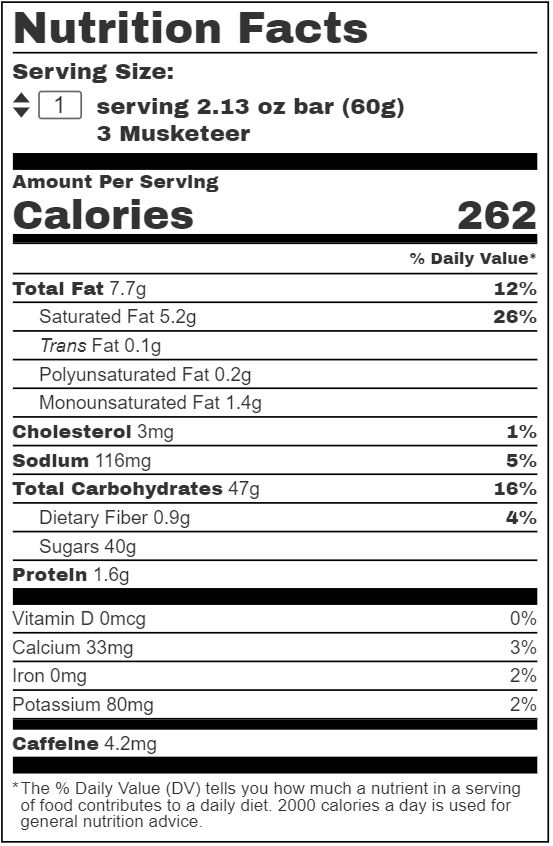 Nutrition Facts
Serving Size:
1 serving 2.13 oz bar (60g)
3 Musketeer
Amount Per Serving
Calories 262
% Daily Value*
Total Fat 7.7g 12%
Saturated Fat 5.2g 26%
Trans Fat 0.1g
Polyunsaturated Fat 0.2g
Monounsaturated Fat 1.4g
Cholesterol 3mg 1%
Sodium 116mg 5%
Total Carbohydrates 47g 16%
Dietary Fiber 0.9g 4%
Sugars 40g
Protein 1.6g
Vitamin D 0mcg 0%
Calcium 33mg 3%
Iron 0mg 2%
Potassium 80mg 2%
Caffeine 4.2mg
*The % Daily Value (DV) tells you how much a nutrient in a serving
of food contributes to a daily diet. 2000 calories a day is used for
general nutrition advice.